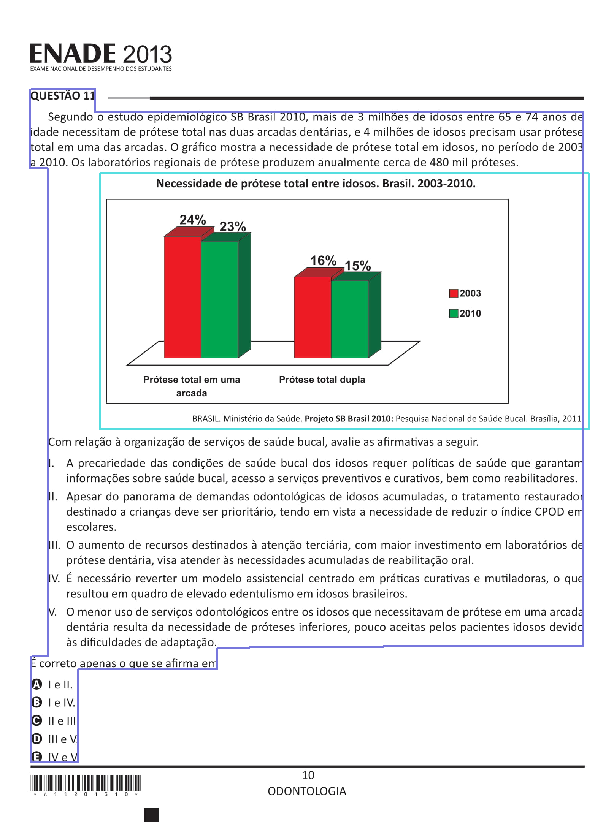 ENADE 2013
EXAME NACIONAL DE DESEMPENHO DOS ESTUDANTES
QUESTÃO 11
Segundo o estudo epidemiológico SB Brasil 2010, mais de 3 milhões de idosos entre 65 e 74 anos de
idade necessitam de prótese total nas duas arcadas dentárias, e 4 milhões de idosos precisam usar prótese
total em uma das arcadas. O gráfico mostra a necessidade de prótese total em idosos, no período de 2003
a 2010. Os laboratórios regionais de prótese produzem anualmente cerca de 480 mil próteses.
Necessidade de prótese total entre idosos. Brasil. 2003-2010.
24%
23%
16%
15%
2003
2010
Prótese total em uma
arcada
Prótese total dupla
BRASIL. Ministério da Saúde. Projeto SB Brasil 2010: Pesquisa Nacional de Saúde Bucal. Brasília, 2011.
Com relação à organização de serviços de saúde bucal, avalie as afirmativas a seguir.
I. A precariedade das condições de saúde bucal dos idosos requer políticas de saúde que garantam
informações sobre saúde bucal, acesso a serviços preventivos e curativos, bem como reabilitadores.
II. Apesar do panorama de demandas odontológicas de idosos acumuladas, o tratamento restaurador
destinado a crianças deve ser prioritário, tendo em vista a necessidade de reduzir o índice CPOD em
escolares.
III. O aumento de recursos destinados à atenção terciária, com maior investimento em laboratórios de
prótese dentária, visa atender às necessidades acumuladas de reabilitação oral.
IV. É necessário reverter um modelo assistencial centrado em práticas curativas e mutiladoras, o que
resultou em quadro de elevado edentulismo em idosos brasileiros.
V. O menor uso de serviços odontológicos entre os idosos que necessitavam de prótese em uma arcada
dentária resulta da necessidade de próteses inferiores, pouco aceitas pelos pacientes idosos devido
às dificuldades de adaptação.
É correto apenas o que se afirma em
A I e II.
B I e IV.
C II e III
D III e V.
E IV e V.
10
ODONTOLOGIA